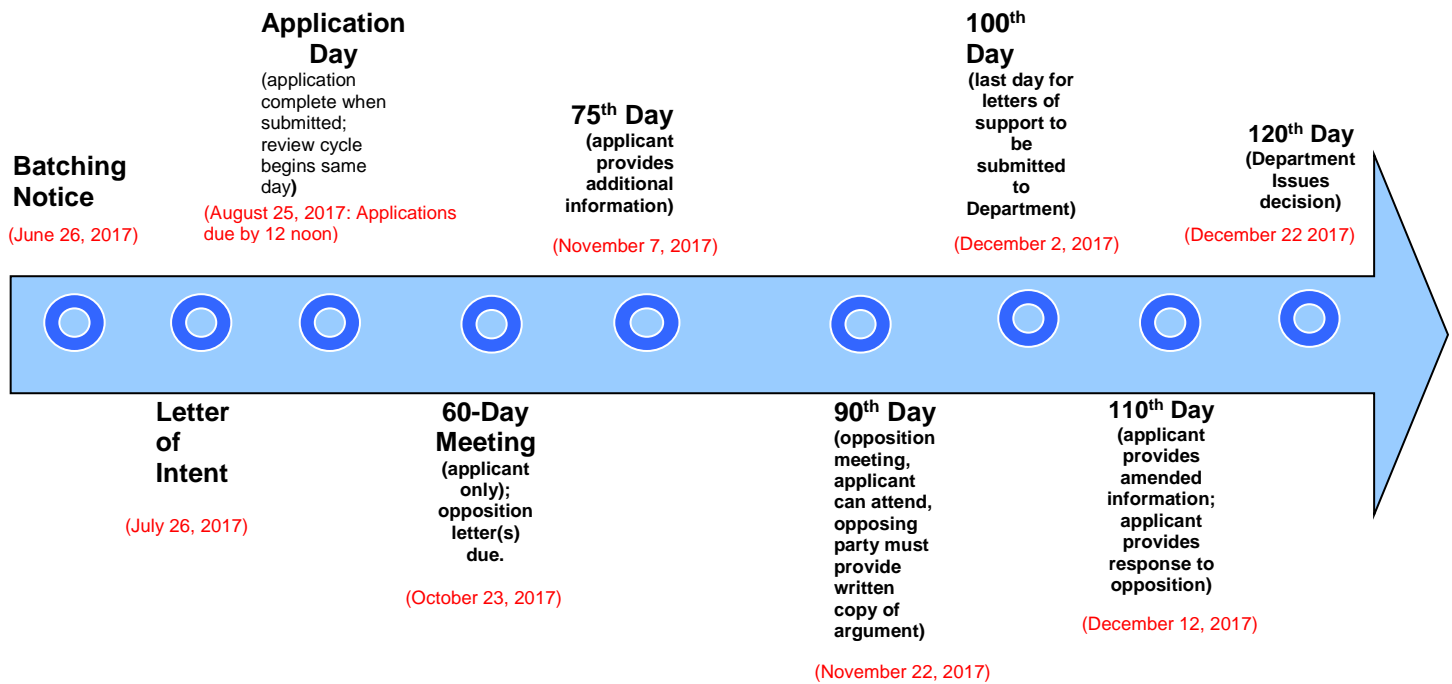 Batching
Notice
(June 26, 2017)
Letter
of
Intent
(July 26, 2017)
Application
Day
(application
complete when
submitted;
review cycle
begins same
day)
(August 25, 2017: Applications
due by 12 noon)
60-Day
Meeting
(applicant
only);
opposition
letter(s)
due.
(October 23, 2017)
75th Day
(applicant
provides
additional
information)
(November 7, 2017)
90th Day
(opposition
meeting,
applicant
can attend,
opposing
party must
provide
written
copy of
argument)
(November 22, 2017)
100th
Day
(last day for
letters of
support to
be
submitted
to
Department)
(December 2, 2017)
110th Day
(applicant
provides
amended
information;
applicant
provides
response to
opposition)
(December 12, 2017)
120th Day
(Department
Issues
decision)
(December 22 2017)